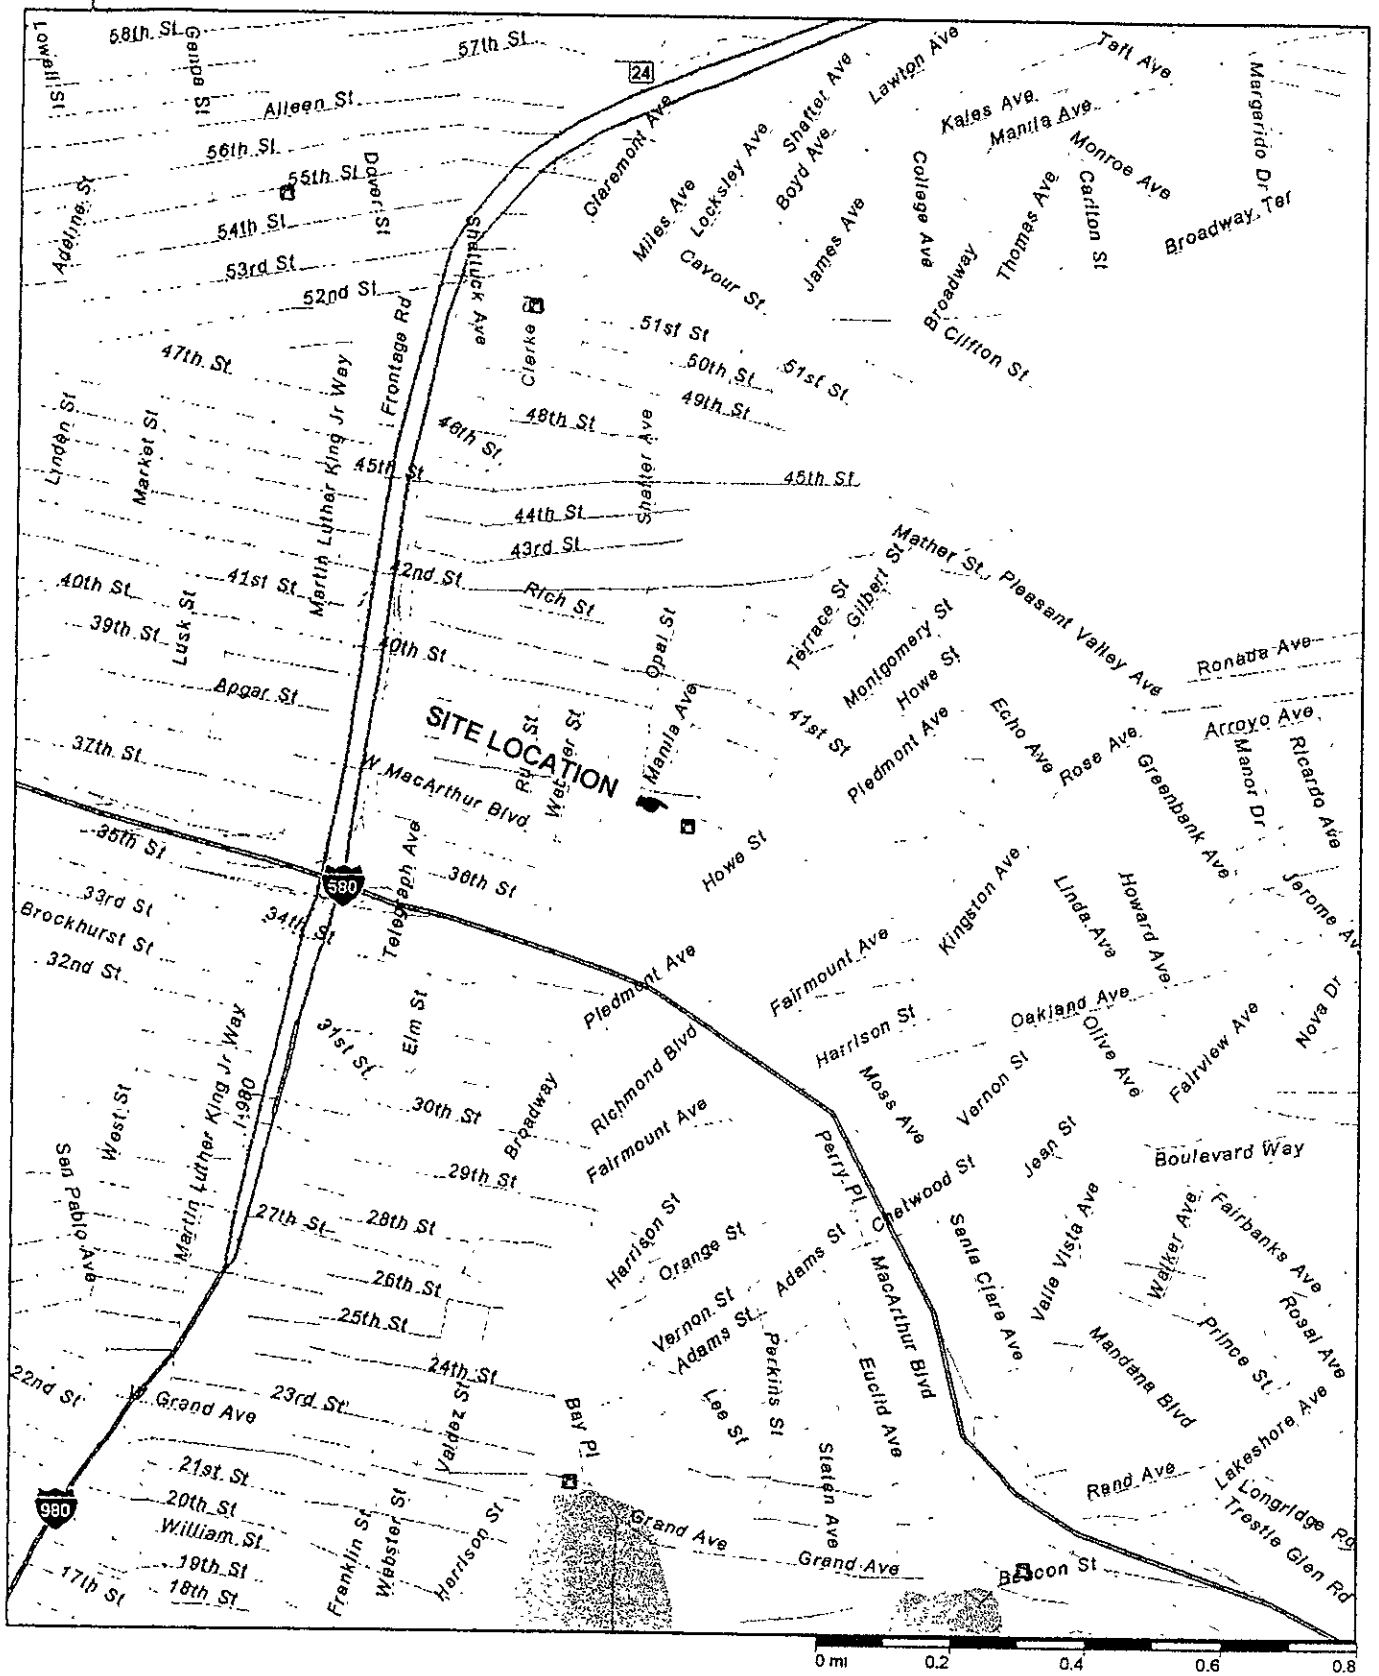 58th St
Lowell St
Genoa St
57th St
24
Aileen St
Claremont Ave
Shafter Ave
Lawton Ave
Taft Ave
Kales Ave
Manila Ave
Margarido Dr
56th St
55th St
Dover St
Adeline St
54th St
53rd St
52nd St
Shattuck Ave
Miles Ave
Locksley Ave
Boyd Ave
James Ave
College Ave
Thomas Ave
Monroe Ave
Carlton St
Broadway Ter
Cavour St
Broadway
Clifton St
Frontage Rd
Clarke
51st St
50th St
51st St
49th St
47th St
Martin Luther King Jr Way
46th St
48th St
Shafter Ave
Linden St
Market St
45th St
45th St
44th St
43rd St
42nd St
Rich St
41st St
40th St
39th St
Lusk St
Apgar St
40th St
Opal St
Manila Ave
Terrace St
Gilbert St
Mather St
Pleasant Valley Ave
Montgomery St
Howe St
41st St
Piedmont Ave
Echo Ave
Rose Ave
Ronada Ave
Arroyo Ave
Greenbank Ave
Manor Dr
Ricardo Ave
SITE LOCATION
37th St
W MacArthur Blvd
35th St
580
Telegraph Ave
36th St
Howe St
Kingston Ave
Linda Ave
Howard Ave
Jerome Av
33rd St
34th St
Brockhurst St
32nd St
Piedmont Ave
Fairmount Ave
Harrison St
Oakland Ave
Olive Ave
Fairview Ave
Nova Dr
Martin Luther King Jr Way
I-980
31st St
Elm St
West St
San Pablo Ave
30th St
Broadway
Richmond Blvd
Fairmount Ave
Moss Ave
Vernon St
Jean St
Boulevard Way
29th St
28th St
27th St
Perry Pl
Chetwood St
Harrison St
Orange St
Adams St
Santa Clara Ave
Valle Vista Ave
Walker Ave
Fairbanks Ave
26th St
25th St
Vernon St
Adams St
MacArthur Blvd
Rosal Ave
Prince St
Mandana Blvd
24th St
22nd St
23rd St
W Grand Ave
Valdez St
Bay Pl
Lee St
Perkins St
Euclid Ave
Lakeshore Ave
21st St
Staten Ave
Rand Ave
Longridge Rd
Trestle Glen Rd
980
20th St
William St
19th St
17th St
18th St
Franklin St
Webster St
Harrison St
Grand Ave
Grand Ave
Beacon St
0 mi 0.2 0.4 0.6 0.8